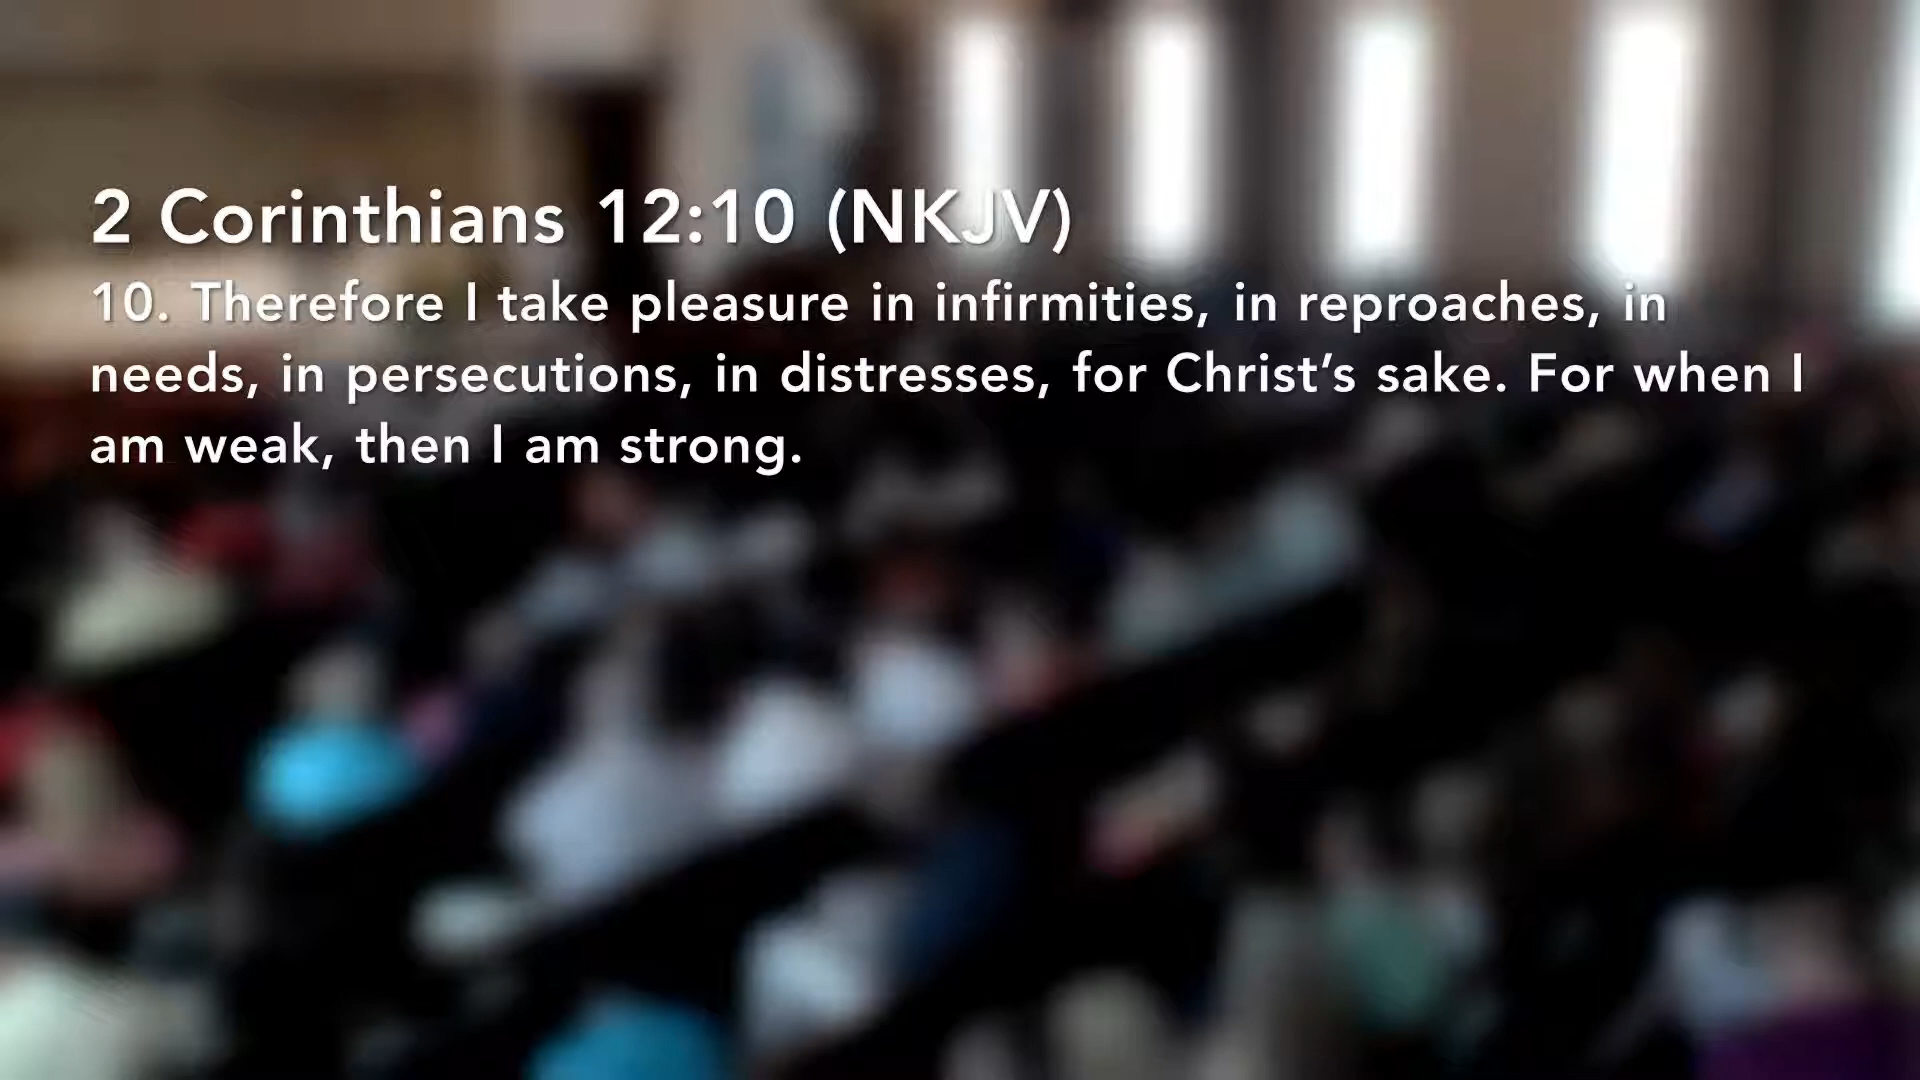 2 Corinthians 12:10 (NKJV)
10. Therefore I take pleasure in infirmities, in reproaches, in
needs, in persecutions, in distresses, for Christ’s sake. For when I
am weak, then I am strong.